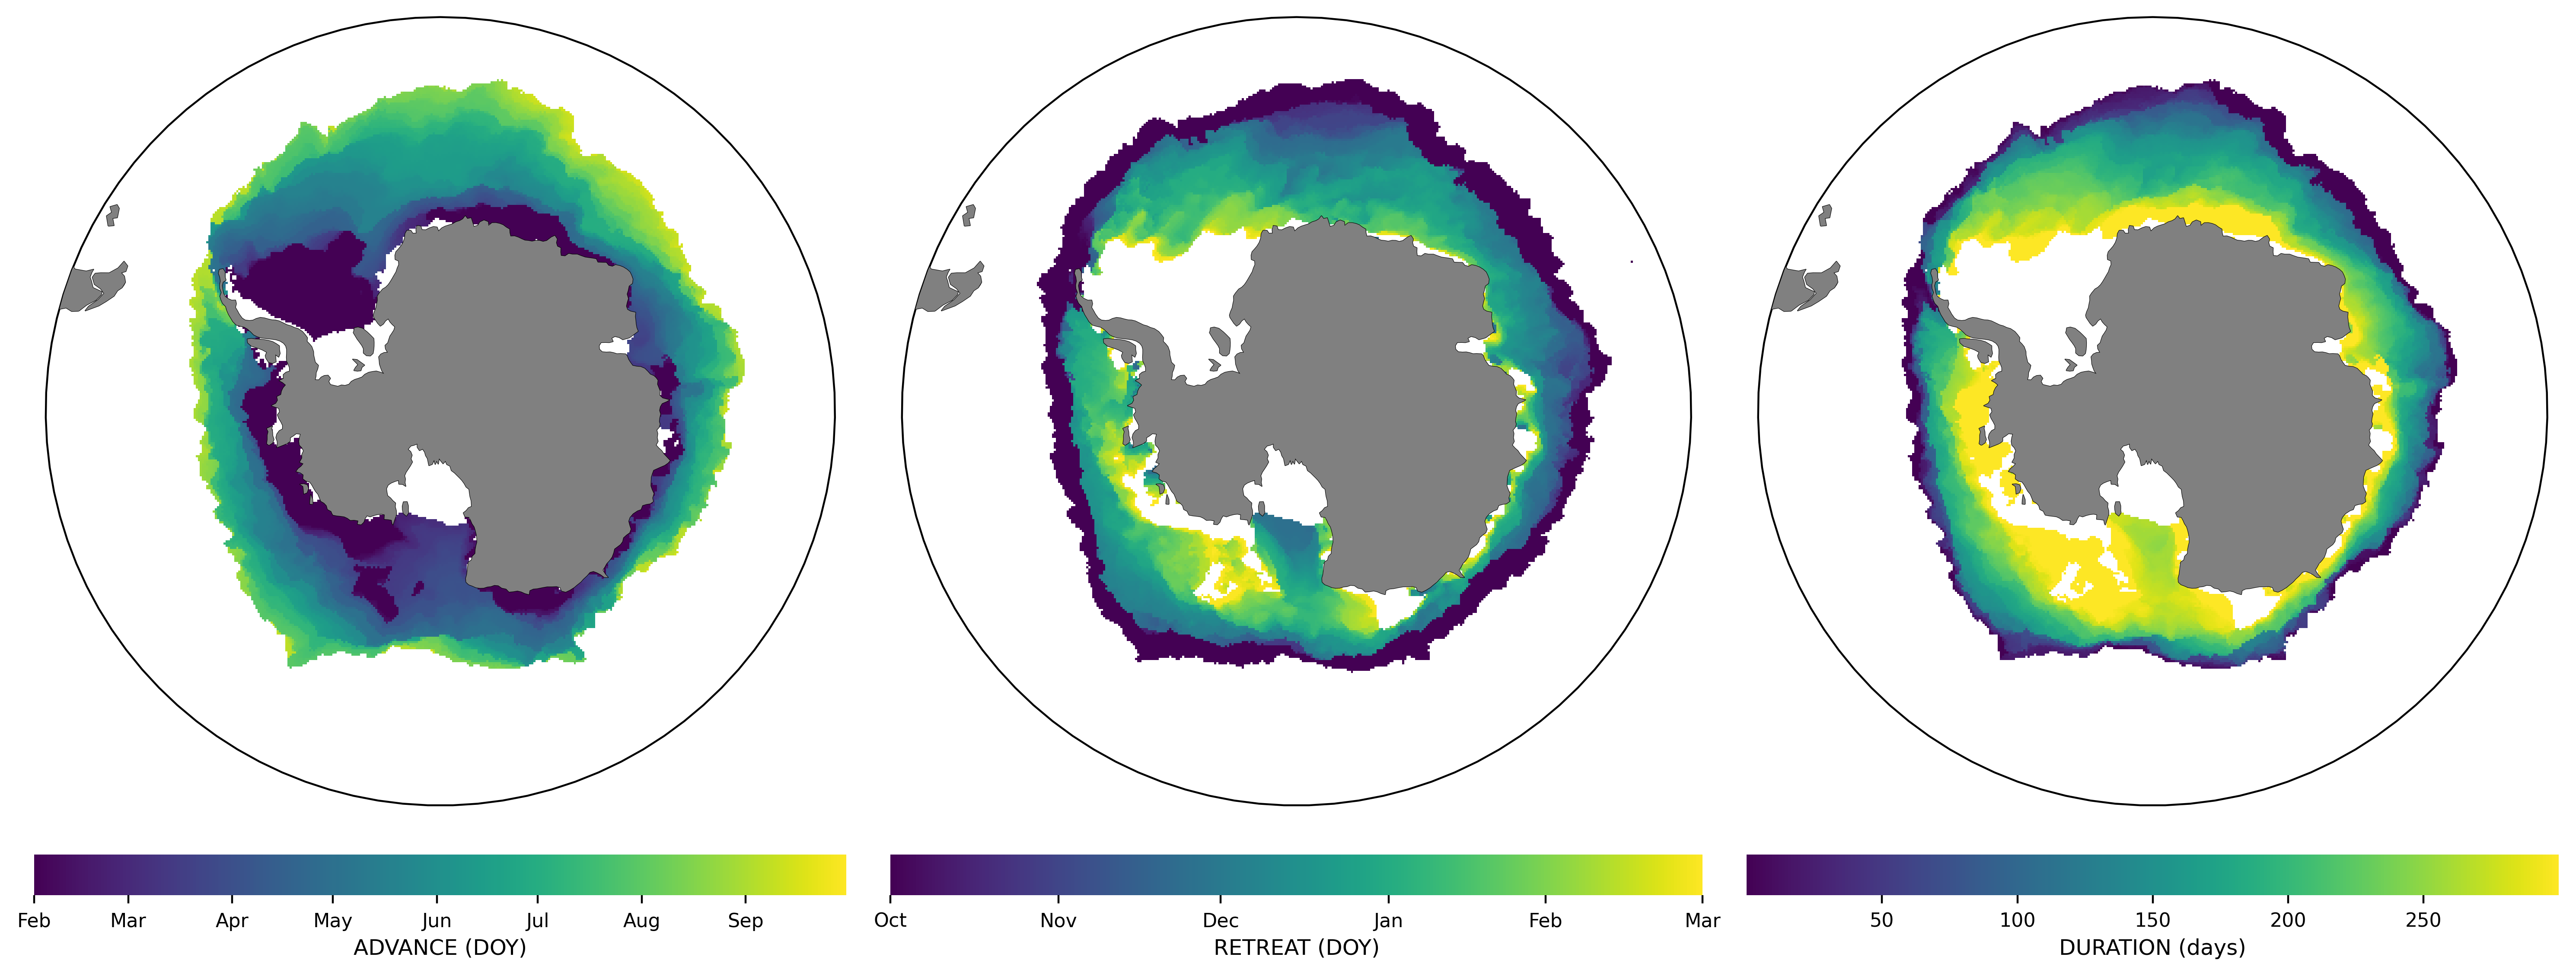 Feb Mar Apr May Jun Jul Aug Sep
ADVANCE (DOY)
Oct Nov Dec Jan Feb Mar
RETREAT (DOY)
50 100 150 200 250
DURATION (days)